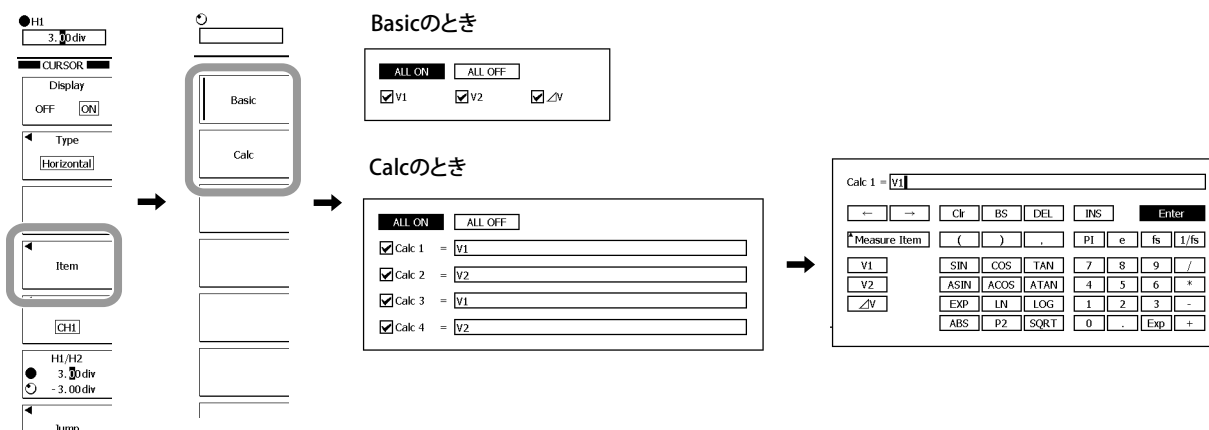 H1
3.00div
CURSOR
Display
OFF ON
Type
Horizontal
Item
CH1
H1/H2
3.00div
-3.00div
Jump
Basic
Calc
Basicのとき
ALL ON ALL OFF
V1 V2 ⊿V
Calcのとき
ALL ON ALL OFF
Calc 1 = V1
Calc 2 = V2
Calc 3 = V1
Calc 4 = V2
Calc 1 = V1
← → Clr BS DEL INS Enter
Measure Item ( ) , PI e fs 1/fs
V1 SIN COS TAN 7 8 9 /
V2 ASIN ACOS ATAN 4 5 6 *
⊿V EXP LN LOG 1 2 3 -
ABS P2 SQRT 0 . Exp +